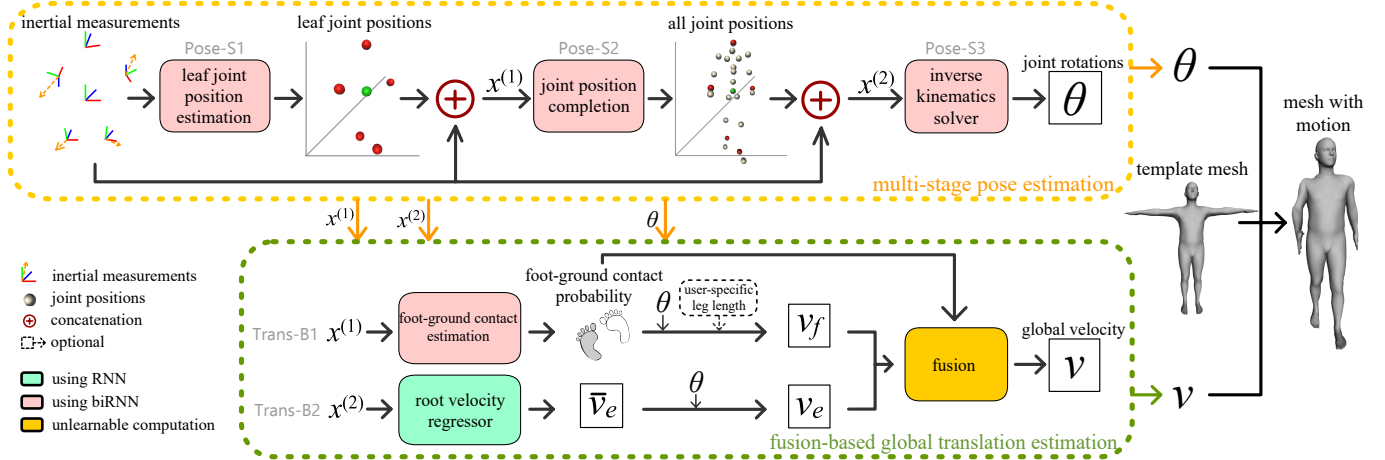 inertial measurements
leaf joint positions
all joint positions
Pose-S1
Pose-S2
Pose-S3
leaf joint
position
estimation
x⁽¹⁾
joint position
completion
x⁽²⁾
inverse
kinematics
solver
joint rotations
θ
θ
multi-stage pose estimation
template mesh
mesh with
motion
x⁽¹⁾
x⁽²⁾
θ
inertial measurements
joint positions
concatenation
optional
using RNN
using biRNN
unlearnable computation
Trans-B1
x⁽¹⁾
foot-ground contact
estimation
foot-ground contact
probability
θ
user-specific
leg length
v_f
Trans-B2
x⁽²⁾
root velocity
regressor
v̄_e
θ
v_e
fusion
global velocity
v
v
fusion-based global translation estimation